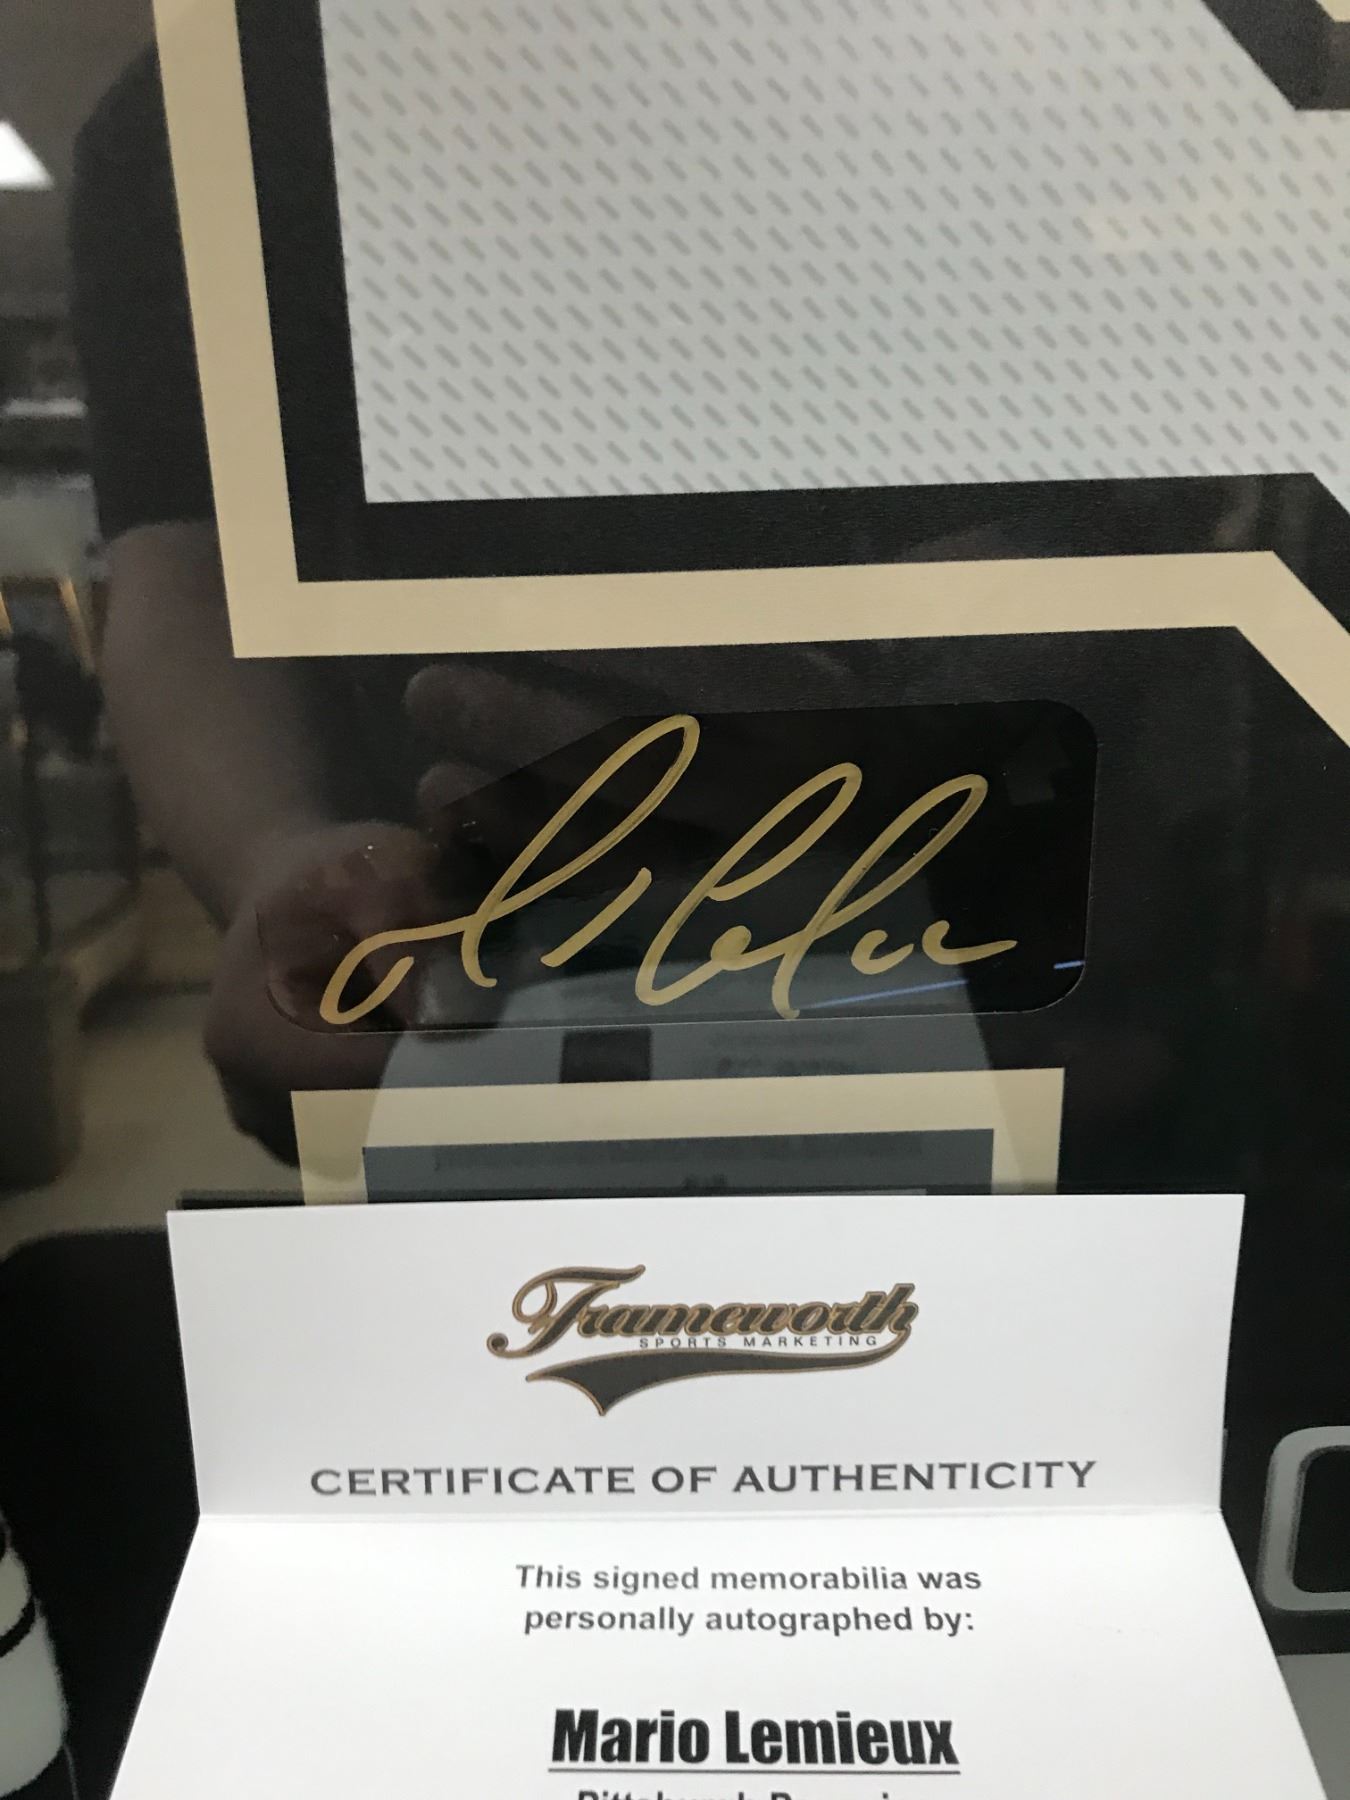 Frameworth
SPORTS MARKETING
CERTIFICATE OF AUTHENTICITY
This signed memorabilia was
personally autographed by:
Mario Lemieux